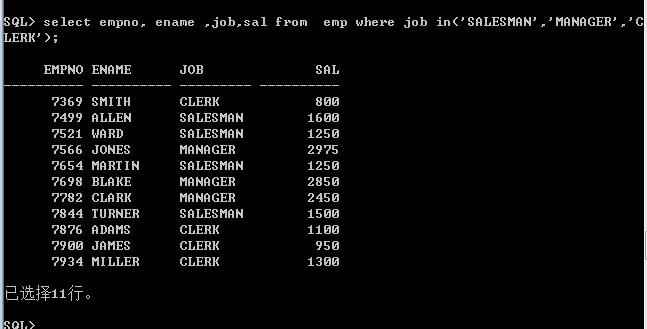 SQL> select empno, ename ,job,sal from  emp where job in('SALESMAN','MANAGER','C
LERK');
     EMPNO ENAME      JOB              SAL
---------- ---------- --------- ----------
      7369 SMITH      CLERK            800
      7499 ALLEN      SALESMAN        1600
      7521 WARD       SALESMAN        1250
      7566 JONES      MANAGER         2975
      7654 MARTIN     SALESMAN        1250
      7698 BLAKE      MANAGER         2850
      7782 CLARK      MANAGER         2450
      7844 TURNER     SALESMAN        1500
      7876 ADAMS      CLERK           1100
      7900 JAMES      CLERK            950
      7934 MILLER     CLERK           1300
已选择11行。
SQL>